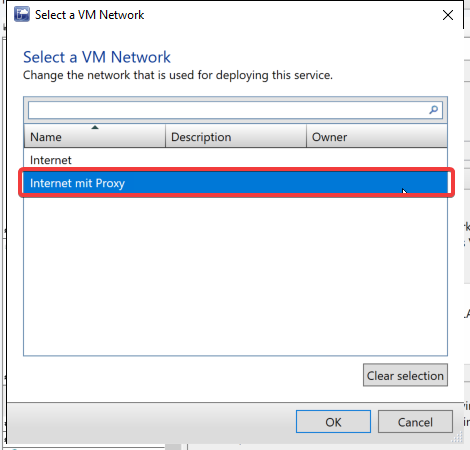 Select a VM Network
Select a VM Network
Change the network that is used for deploying this service.
Name Description Owner
Internet
Internet mit Proxy
Clear selection
OK Cancel